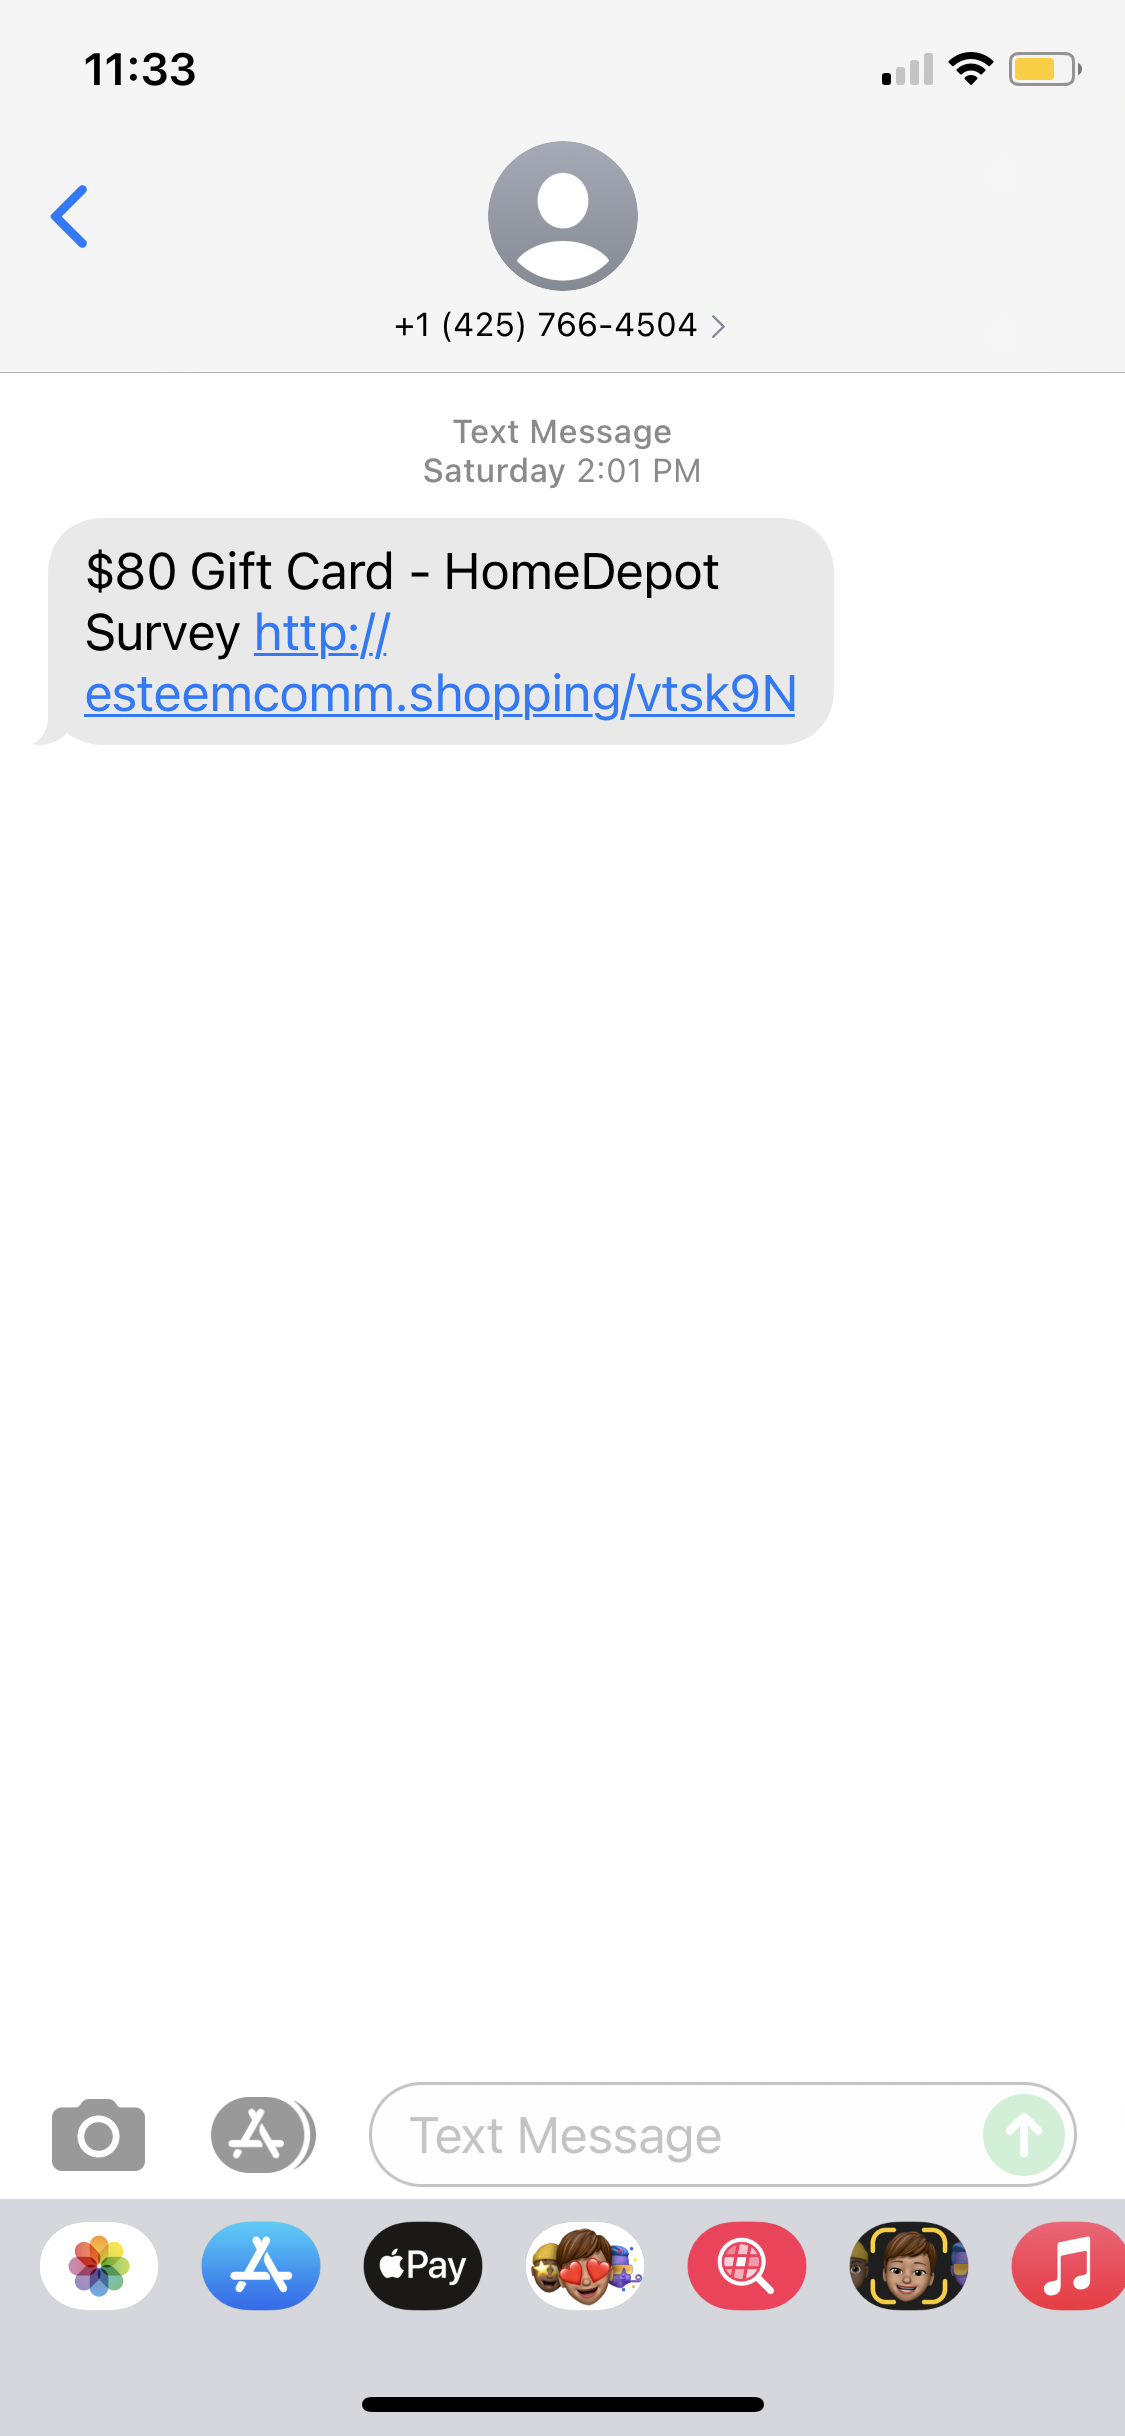 11:33
+1 (425) 766-4504
Text Message
Saturday 2:01 PM
$80 Gift Card - HomeDepot
Survey http://
esteemcomm.shopping/vtsk9N
Text Message
Pay